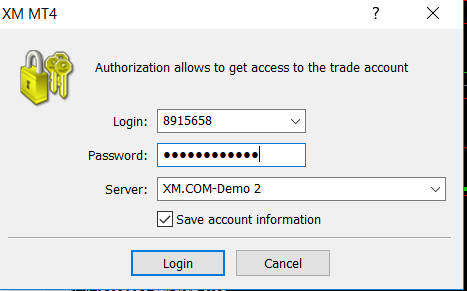 XM MT4
Authorization allows to get access to the trade account
Login: 8915658
Password: ●●●●●●●●●●●●
Server: XM.COM-Demo 2
Save account information
Login Cancel